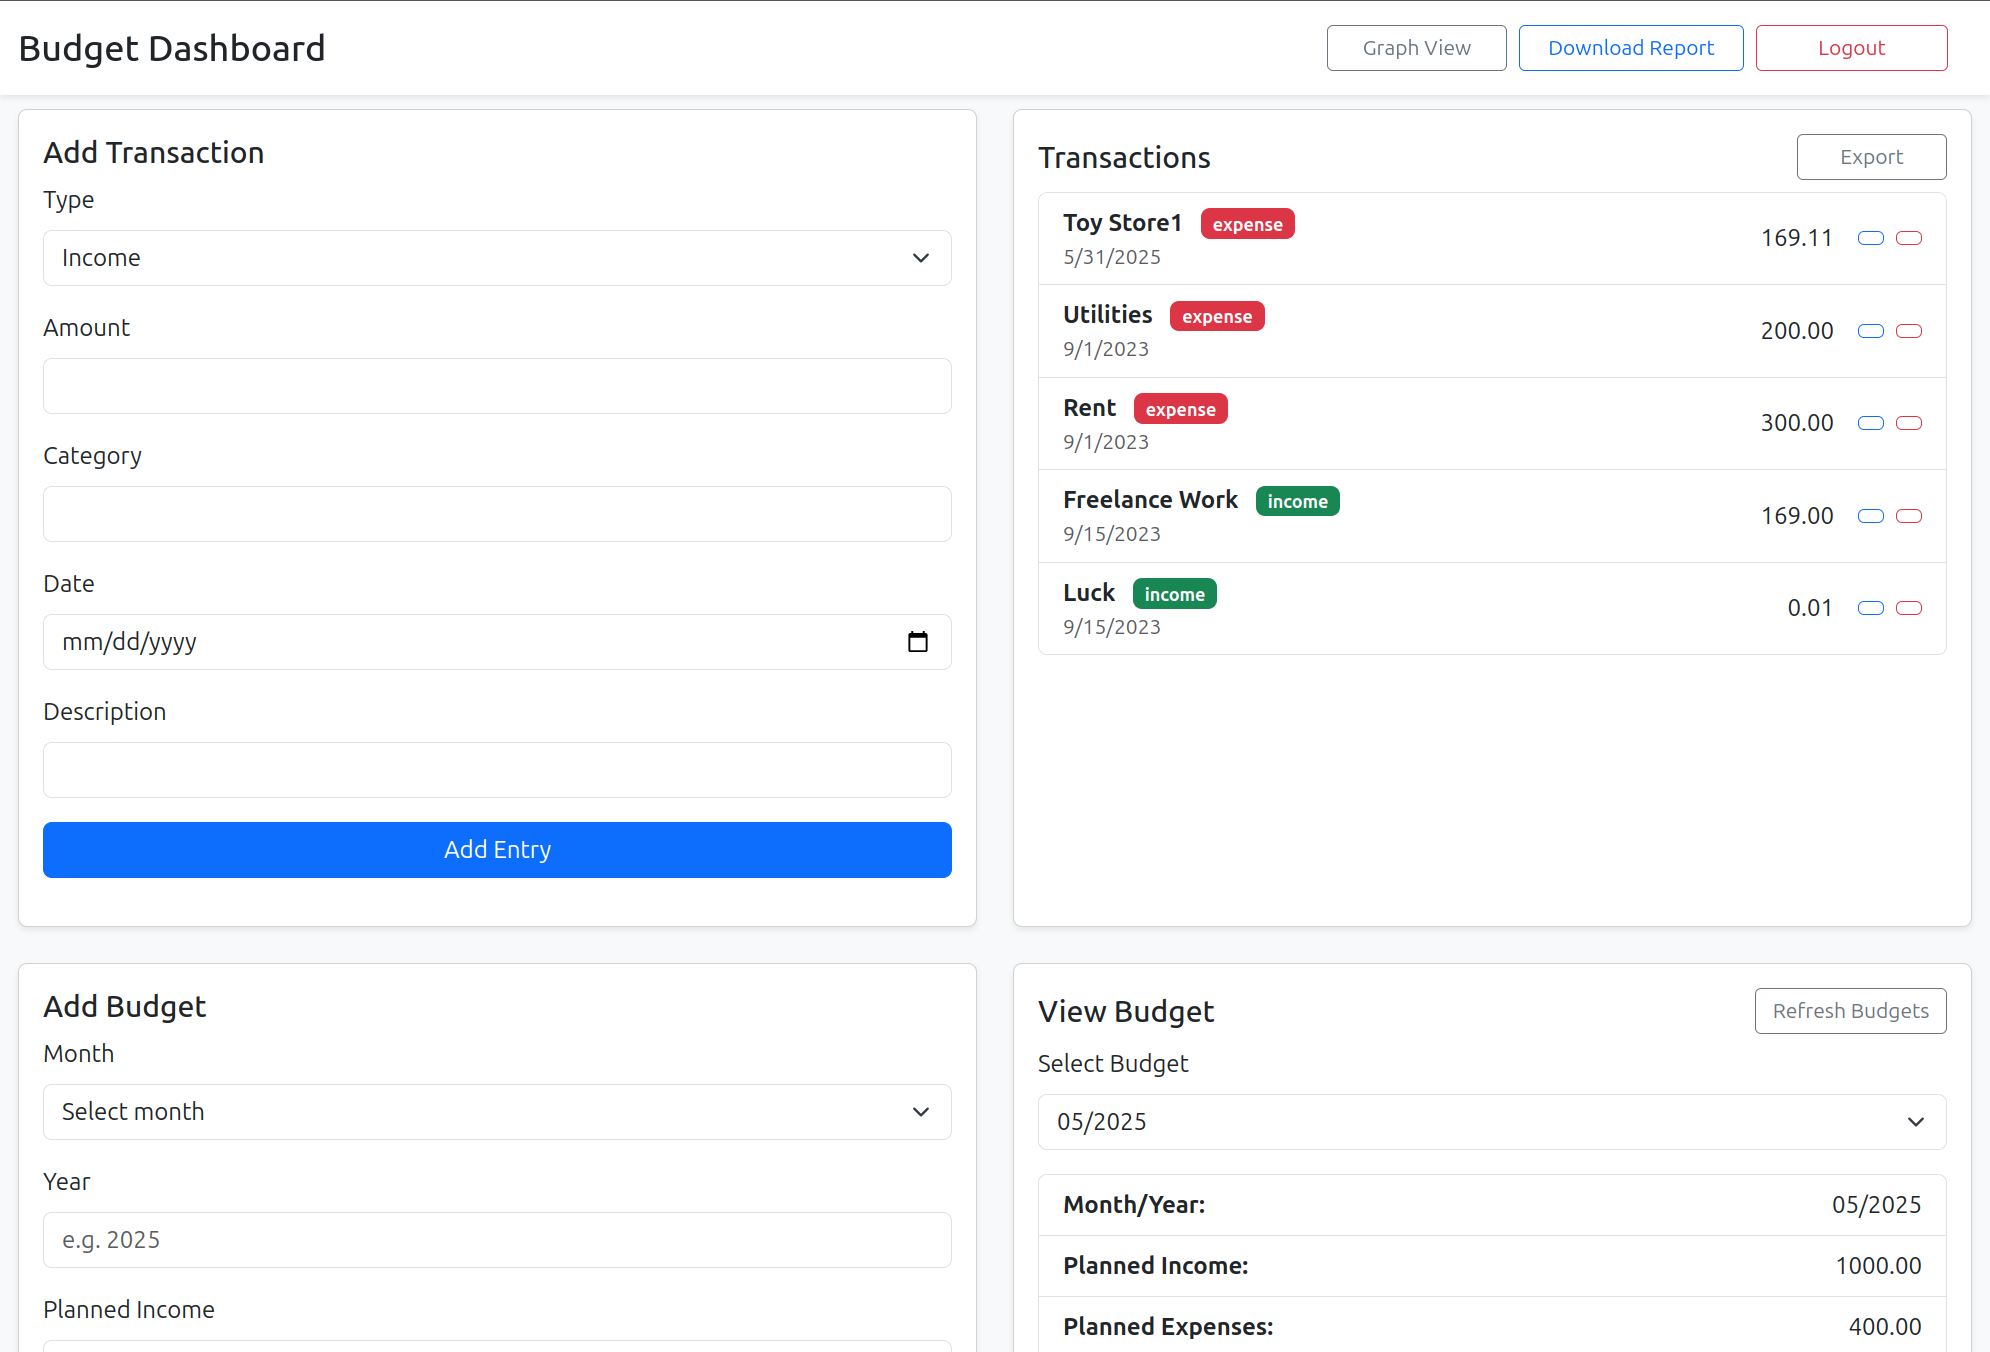 Budget Dashboard
Graph View
Download Report
Logout
Add Transaction
Type
Income
Amount
Category
Date
mm/dd/yyyy
Description
Add Entry
Transactions
Export
Toy Store1 expense
5/31/2025
169.11
Utilities expense
9/1/2023
200.00
Rent expense
9/1/2023
300.00
Freelance Work income
9/15/2023
169.00
Luck income
9/15/2023
0.01
Add Budget
Month
Select month
Year
e.g. 2025
Planned Income
View Budget
Refresh Budgets
Select Budget
05/2025
Month/Year: 05/2025
Planned Income: 1000.00
Planned Expenses: 400.00